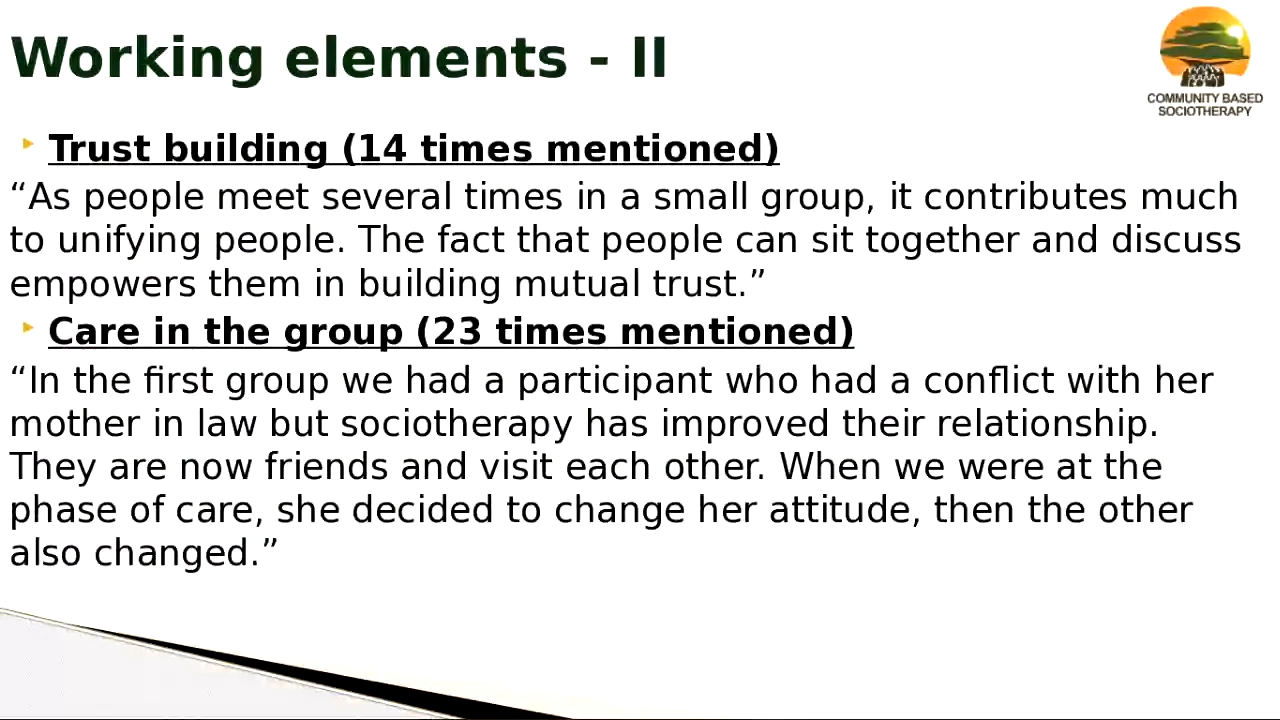 Working elements - II
COMMUNITY BASED
SOCIOTHERAPY
Trust building (14 times mentioned)
“As people meet several times in a small group, it contributes much
to unifying people. The fact that people can sit together and discuss
empowers them in building mutual trust.”
Care in the group (23 times mentioned)
“In the first group we had a participant who had a conflict with her
mother in law but sociotherapy has improved their relationship.
They are now friends and visit each other. When we were at the
phase of care, she decided to change her attitude, then the other
also changed.”